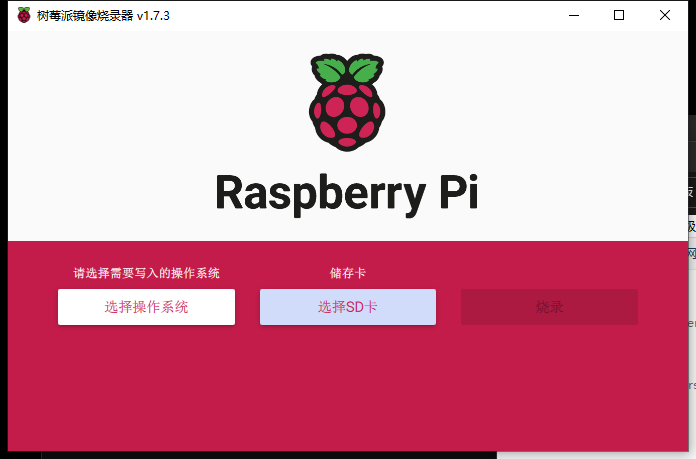 树莓派镜像烧录器 v1.7.3
Raspberry Pi
请选择需要写入的操作系统
储存卡
选择操作系统
选择SD卡
烧录